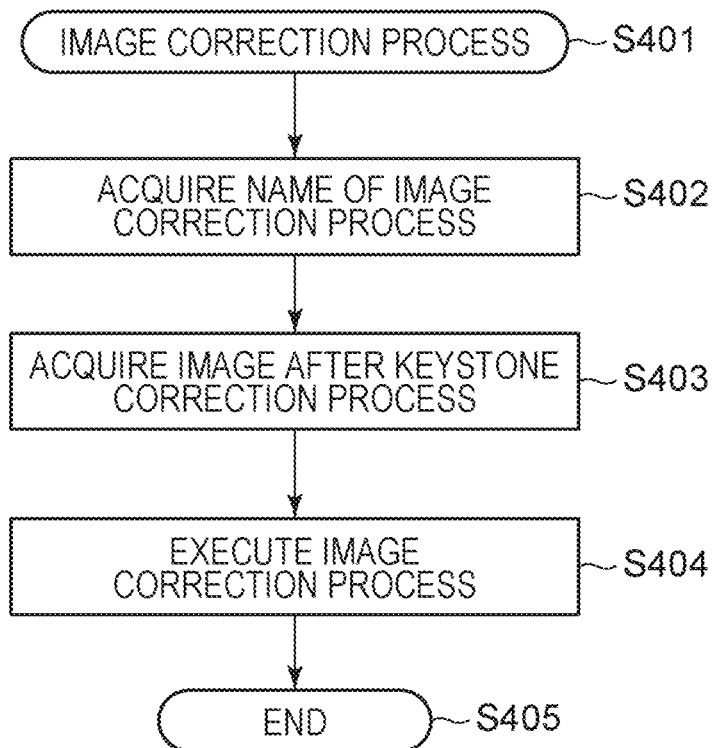 IMAGE CORRECTION PROCESS S401
ACQUIRE NAME OF IMAGE
CORRECTION PROCESS
S402
ACQUIRE IMAGE AFTER KEYSTONE
CORRECTION PROCESS
S403
EXECUTE IMAGE
CORRECTION PROCESS
S404
END S405